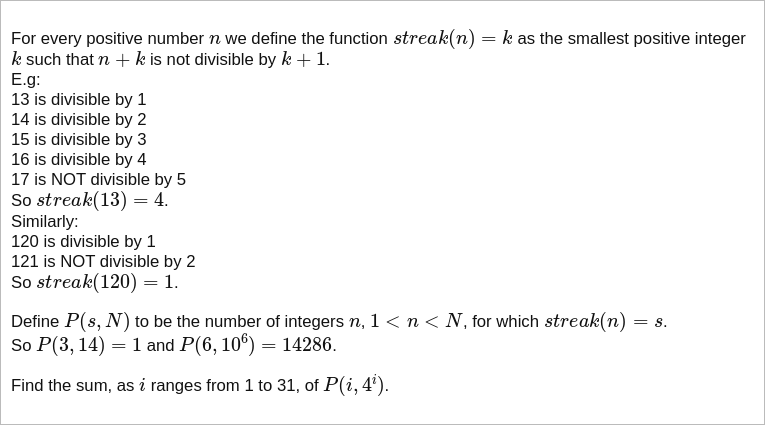 For every positive number n we define the function streak(n) = k as the smallest positive integer
k such that n + k is not divisible by k + 1.
E.g:
13 is divisible by 1
14 is divisible by 2
15 is divisible by 3
16 is divisible by 4
17 is NOT divisible by 5
So streak(13) = 4.
Similarly:
120 is divisible by 1
121 is NOT divisible by 2
So streak(120) = 1.
Define P(s, N) to be the number of integers n, 1 < n < N, for which streak(n) = s.
So P(3, 14) = 1 and P(6, 10⁶) = 14286.
Find the sum, as i ranges from 1 to 31, of P(i, 4ⁱ).